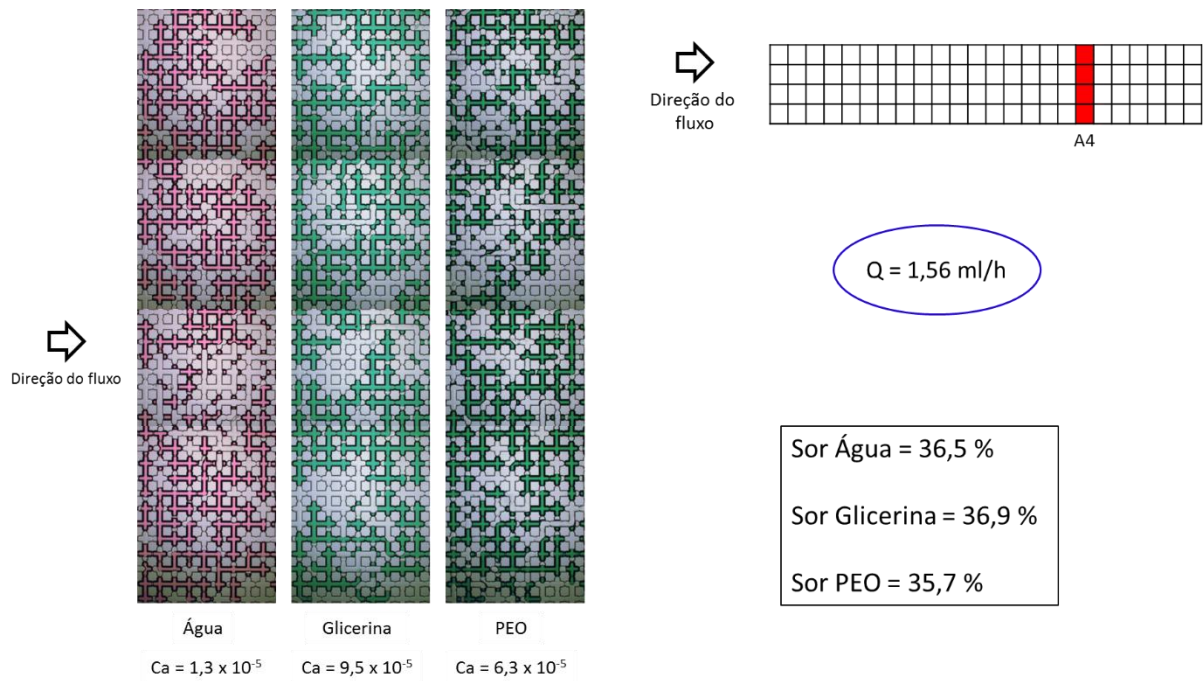 Direção do fluxo
Água
Glicerina
PEO
Ca = 1,3 x 10⁻⁵
Ca = 9,5 x 10⁻⁵
Ca = 6,3 x 10⁻⁵
Direção do
fluxo
A4
Q = 1,56 ml/h
Sor Água = 36,5 %
Sor Glicerina = 36,9 %
Sor PEO = 35,7 %